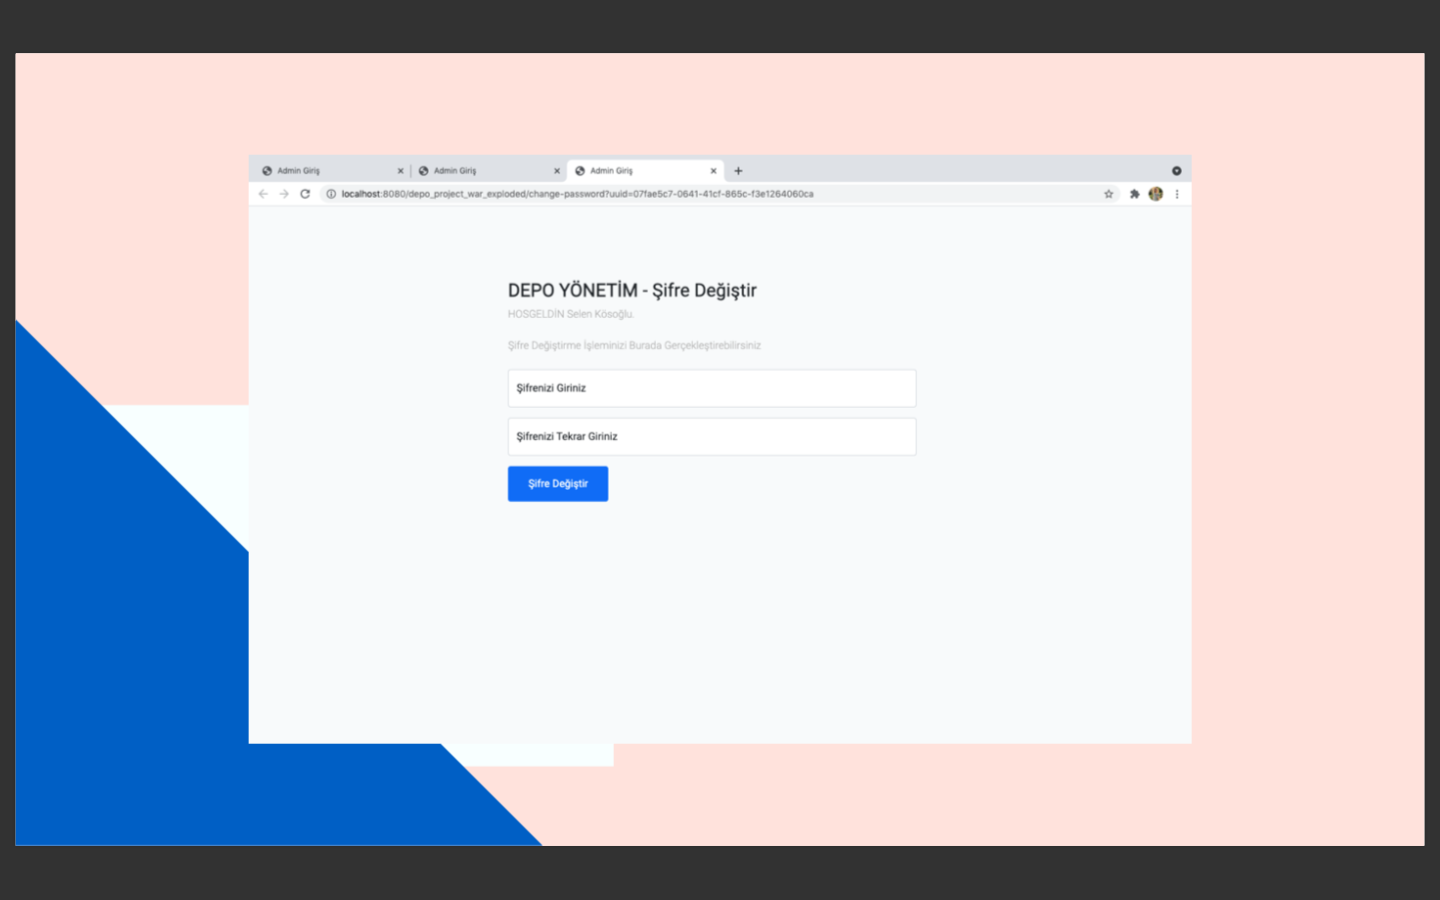 Admin Giriş
Admin Giriş
Admin Giriş
localhost:8080/depo_project_war_exploded/change-password?uuid=07fae5c7-0641-41cf-865c-f3e1264060ca
DEPO YÖNETİM - Şifre Değiştir
HOSGELDİN Selen Kösoğlu.
Şifre Değiştirme İşleminizi Burada Gerçekleştirebilirsiniz
Şifrenizi Giriniz
Şifrenizi Tekrar Giriniz
Şifre Değiştir